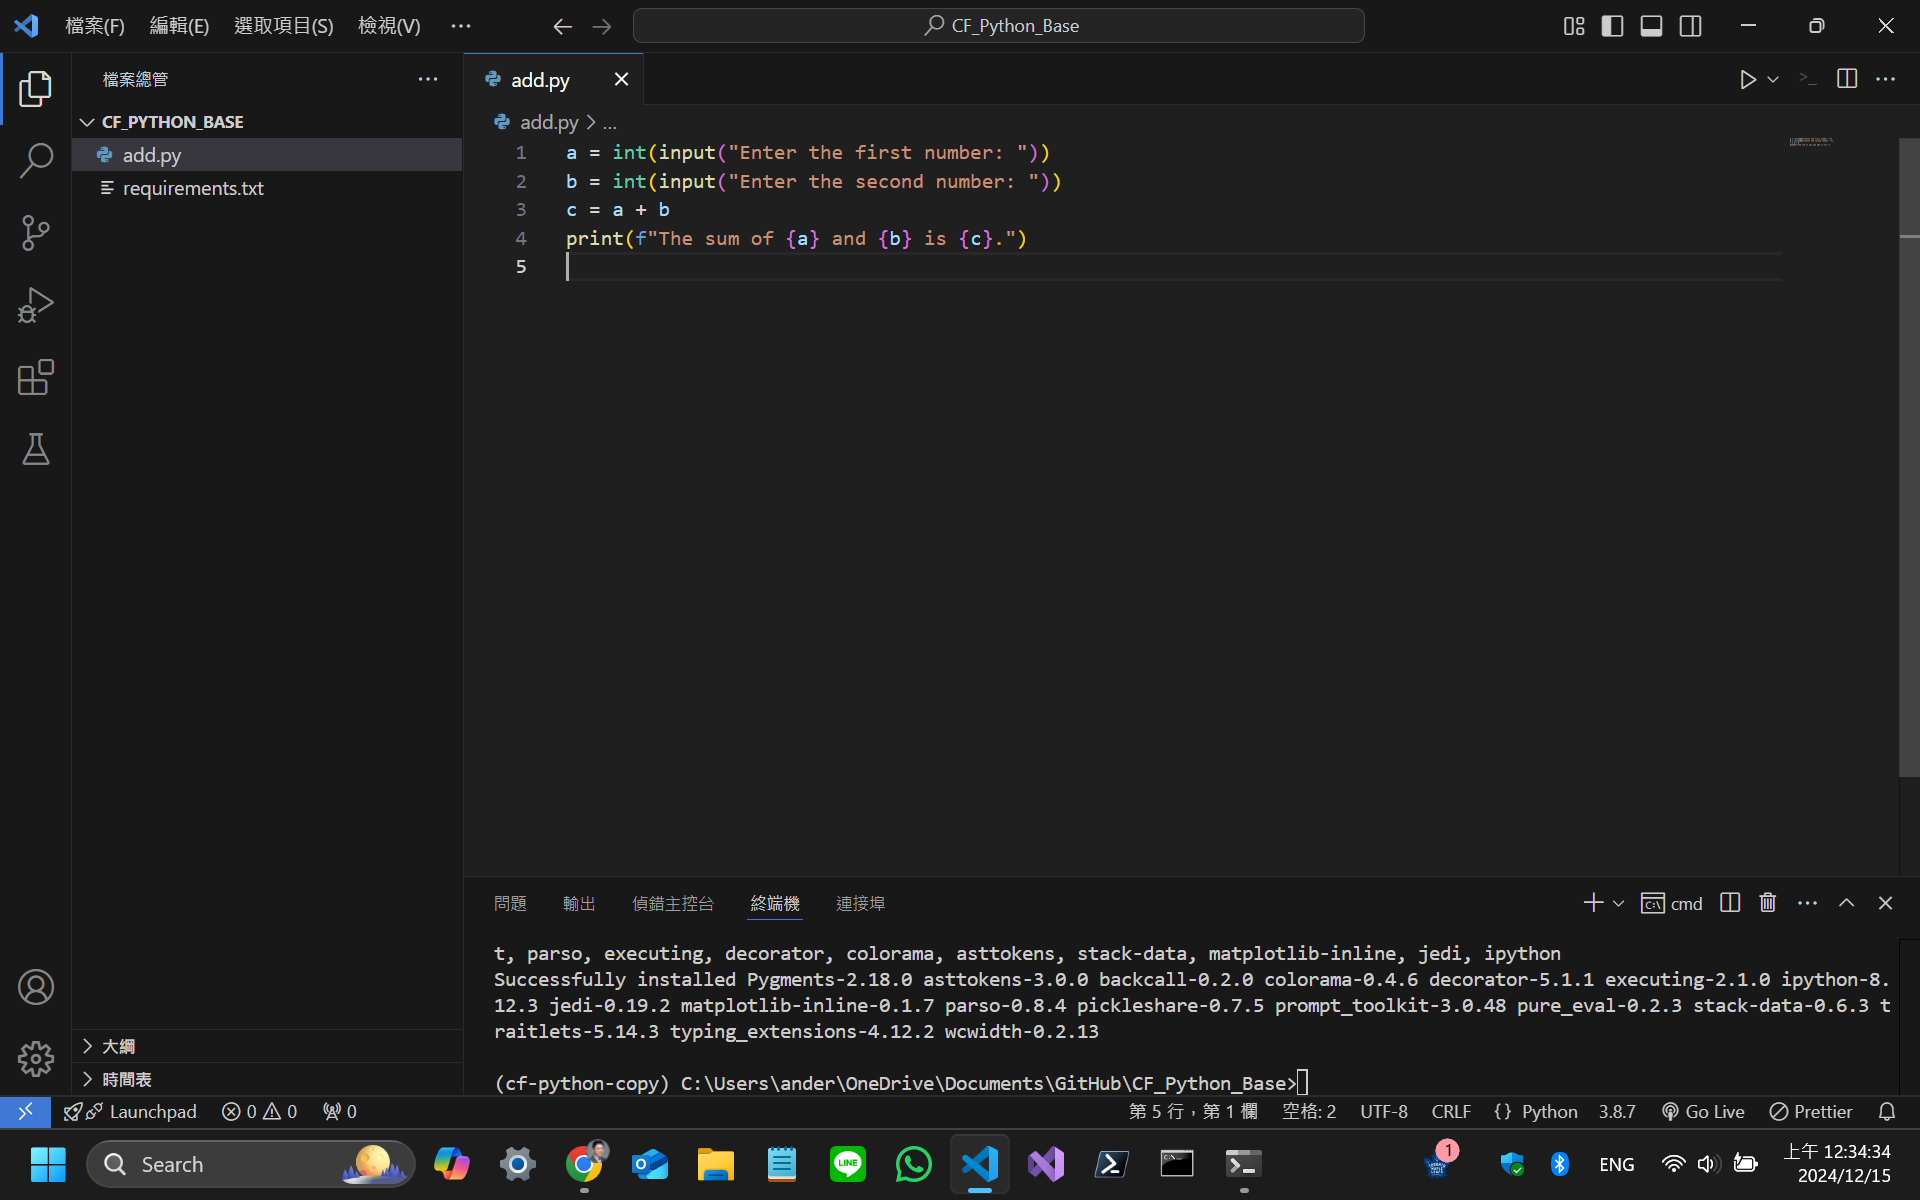 檔案(F) 編輯(E) 選取項目(S) 檢視(V) ··· CF_Python_Base
檔案總管
CF_PYTHON_BASE
add.py
requirements.txt
大綱
時間表
add.py
add.py > ...
1 a = int(input("Enter the first number: "))
2 b = int(input("Enter the second number: "))
3 c = a + b
4 print(f"The sum of {a} and {b} is {c}.")
5
問題 輸出 偵錯主控台 終端機 連接埠 cmd
t, parso, executing, decorator, colorama, asttokens, stack-data, matplotlib-inline, jedi, ipython
Successfully installed Pygments-2.18.0 asttokens-3.0.0 backcall-0.2.0 colorama-0.4.6 decorator-5.1.1 executing-2.1.0 ipython-8.
12.3 jedi-0.19.2 matplotlib-inline-0.1.7 parso-0.8.4 pickleshare-0.7.5 prompt_toolkit-3.0.48 pure_eval-0.2.3 stack-data-0.6.3 t
raitlets-5.14.3 typing_extensions-4.12.2 wcwidth-0.2.13
(cf-python-copy) C:\Users\ander\OneDrive\Documents\GitHub\CF_Python_Base>
Launchpad 0 0 0 第 5 行，第 1 欄 空格: 2 UTF-8 CRLF {} Python 3.8.7 Go Live Prettier
Search LINE 1 ENG 上午 12:34:34
2024/12/15